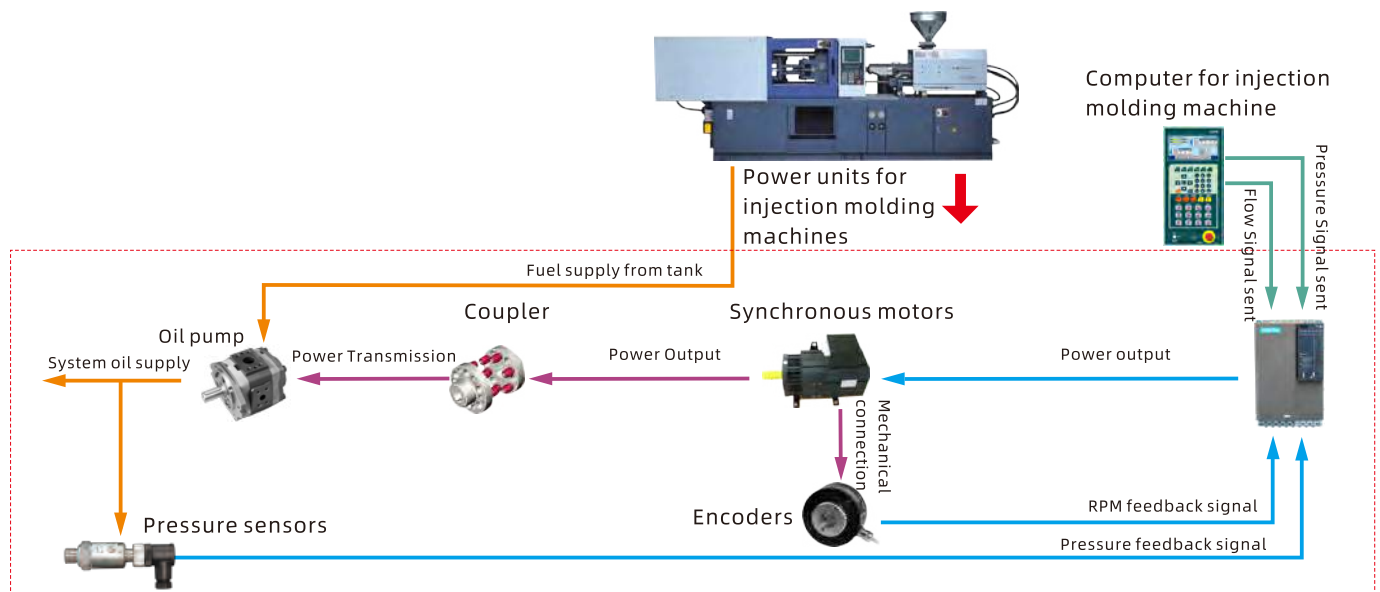 Computer for injection
molding machine
Pressure Signal sent
Flow Signal sent
Power units for
injection molding
machines
Fuel supply from tank
Coupler
Synchronous motors
Oil pump
System oil supply
Power Transmission
Power Output
Power output
Mechanical
connection
Encoders
RPM feedback signal
Pressure sensors
Pressure feedback signal